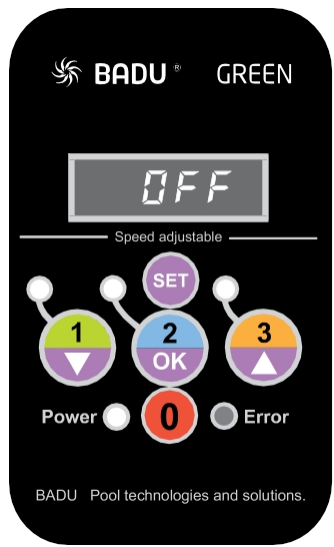 BADU ® GREEN
OFF
Speed adjustable
SET
1 2 3
OK
Power 0 Error
BADU Pool technologies and solutions.